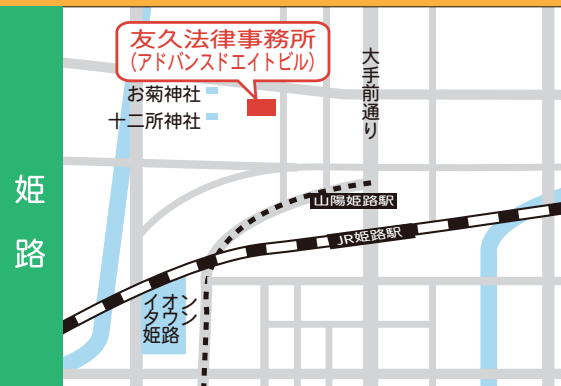 姫路
友久法律事務所
(アドバンスドエイトビル)
お菊神社
十二所神社
大手前通り
山陽姫路駅
JR姫路駅
イオン
タウン
姫路